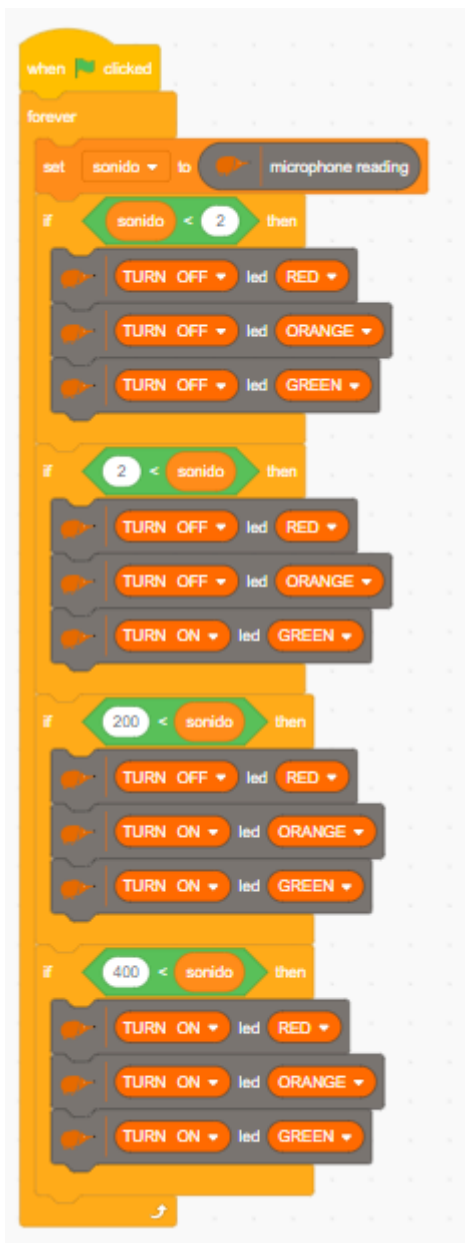 when clicked
forever
set sonido to microphone reading
if sonido < 2 then
TURN OFF led RED
TURN OFF led ORANGE
TURN OFF led GREEN
if 2 < sonido then
TURN OFF led RED
TURN OFF led ORANGE
TURN ON led GREEN
if 200 < sonido then
TURN OFF led RED
TURN ON led ORANGE
TURN ON led GREEN
if 400 < sonido then
TURN ON led RED
TURN ON led ORANGE
TURN ON led GREEN